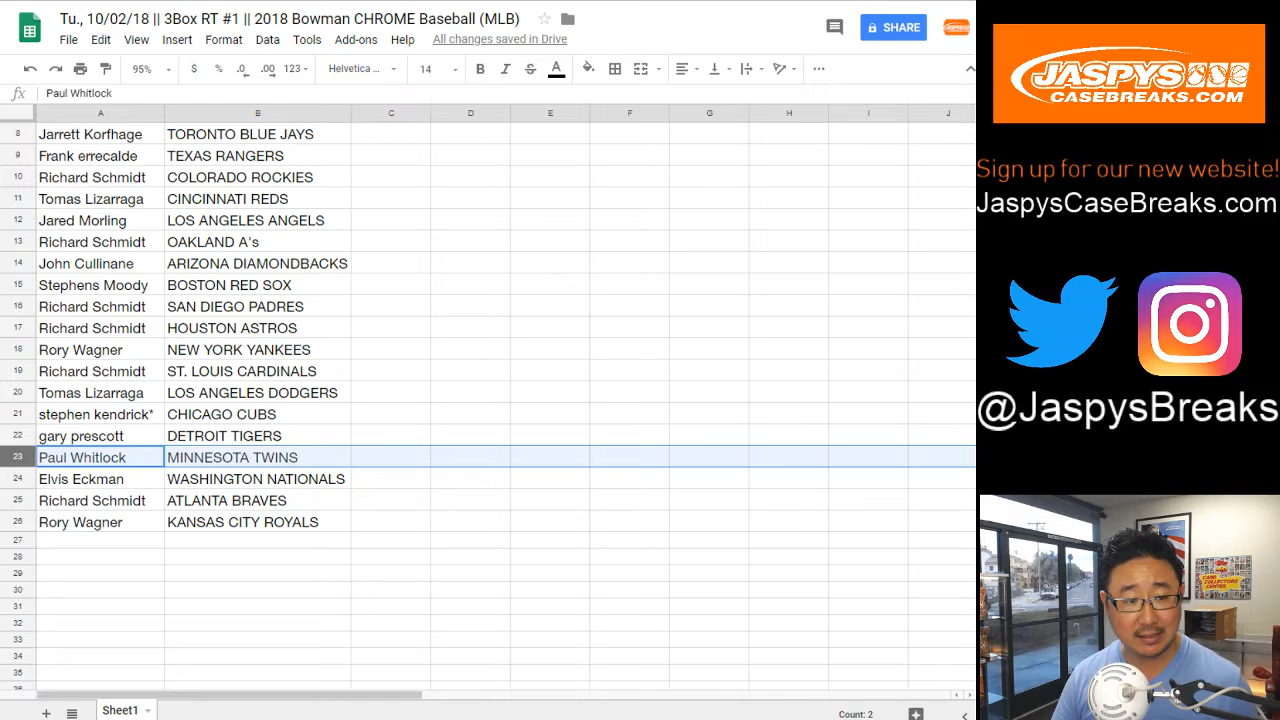 Tu., 10/02/18 || 3Box RT #1 || 2018 Bowman CHROME Baseball (MLB)
File Edit View Insert Format Tools Add-ons Help All changes saved in Drive
SHARE
95% $ % .0 .00 123 14 B I S A
fx Paul Whitlock
A B C D E F G H I J
8 Jarrett Korfhage TORONTO BLUE JAYS
9 Frank errecalde TEXAS RANGERS
10 Richard Schmidt COLORADO ROCKIES
11 Tomas Lizarraga CINCINNATI REDS
12 Jared Morling LOS ANGELES ANGELS
13 Richard Schmidt OAKLAND A's
14 John Cullinane ARIZONA DIAMONDBACKS
15 Stephens Moody BOSTON RED SOX
16 Richard Schmidt SAN DIEGO PADRES
17 Richard Schmidt HOUSTON ASTROS
18 Rory Wagner NEW YORK YANKEES
19 Richard Schmidt ST. LOUIS CARDINALS
20 Tomas Lizarraga LOS ANGELES DODGERS
21 stephen kendrick* CHICAGO CUBS
22 gary prescott DETROIT TIGERS
23 Paul Whitlock MINNESOTA TWINS
24 Elvis Eckman WASHINGTON NATIONALS
25 Richard Schmidt ATLANTA BRAVES
26 Rory Wagner KANSAS CITY ROYALS
27
28
29
30
31
32
33
34
35
Sheet1
Count: 2
JASPYS
CASEBREAKS.COM
Sign up for our new website!
JaspysCaseBreaks.com
@JaspysBreaks
CARD
COLLECTORS
CENTER